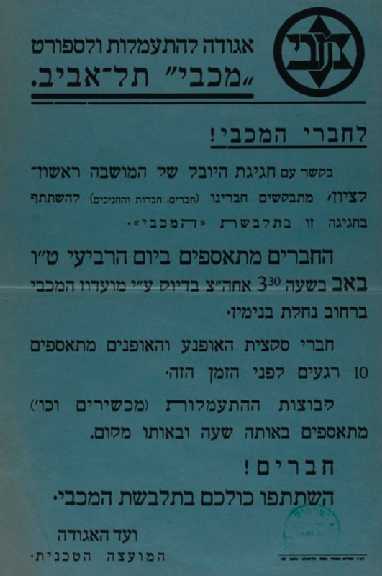 אגודה להתעמלות ולספורט
„מכבי" תל־אביב.
מכבי
לחברי המכבי!
בקשר עם חגיגת היובל של המושבה ראשון־
לציון, מתבקשים חברינו (חברים, חברות והחניכים) להשתתף
בחגיגה זו בתלבשת «המכבי».
החברים מתאספים ביום הרביעי ט"ו
באב בשעה 3³⁰ אחה"צ בדיוק ע"י מועדון המכבי
ברחוב נחלת בנימין.
חברי סקצית האופנע והאופנים מתאספים
10 רגעים לפני הזמן הזה.
קבוצות ההתעמלות (מכשירים וכו')
מתאספים באותה שעה ובאותו מקום.
חברים!
השתתפו כולכם בתלבשת המכבי.
ועד האגודה
המועצה הטכנית.